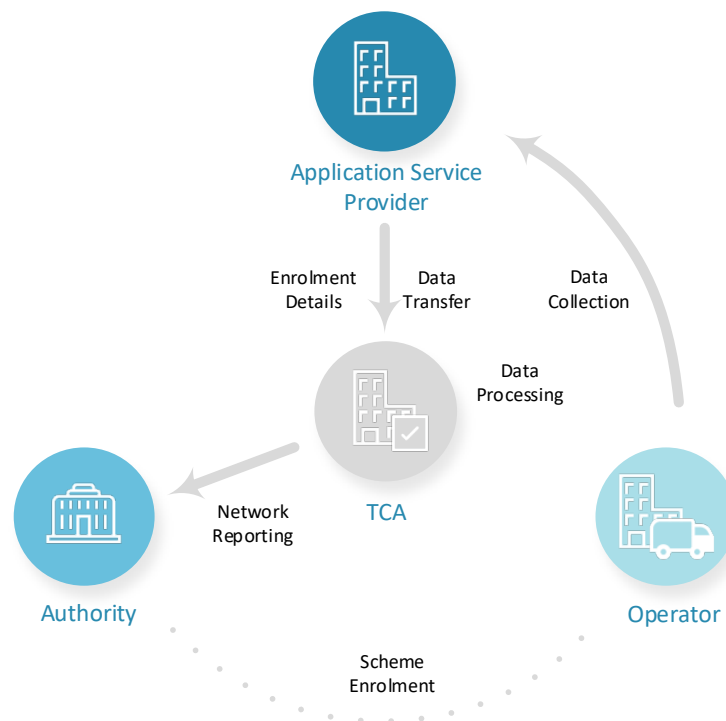 Application Service
Provider
Enrolment
Details
Data
Transfer
Data
Collection
Data
Processing
TCA
Network
Reporting
Authority
Operator
Scheme
Enrolment